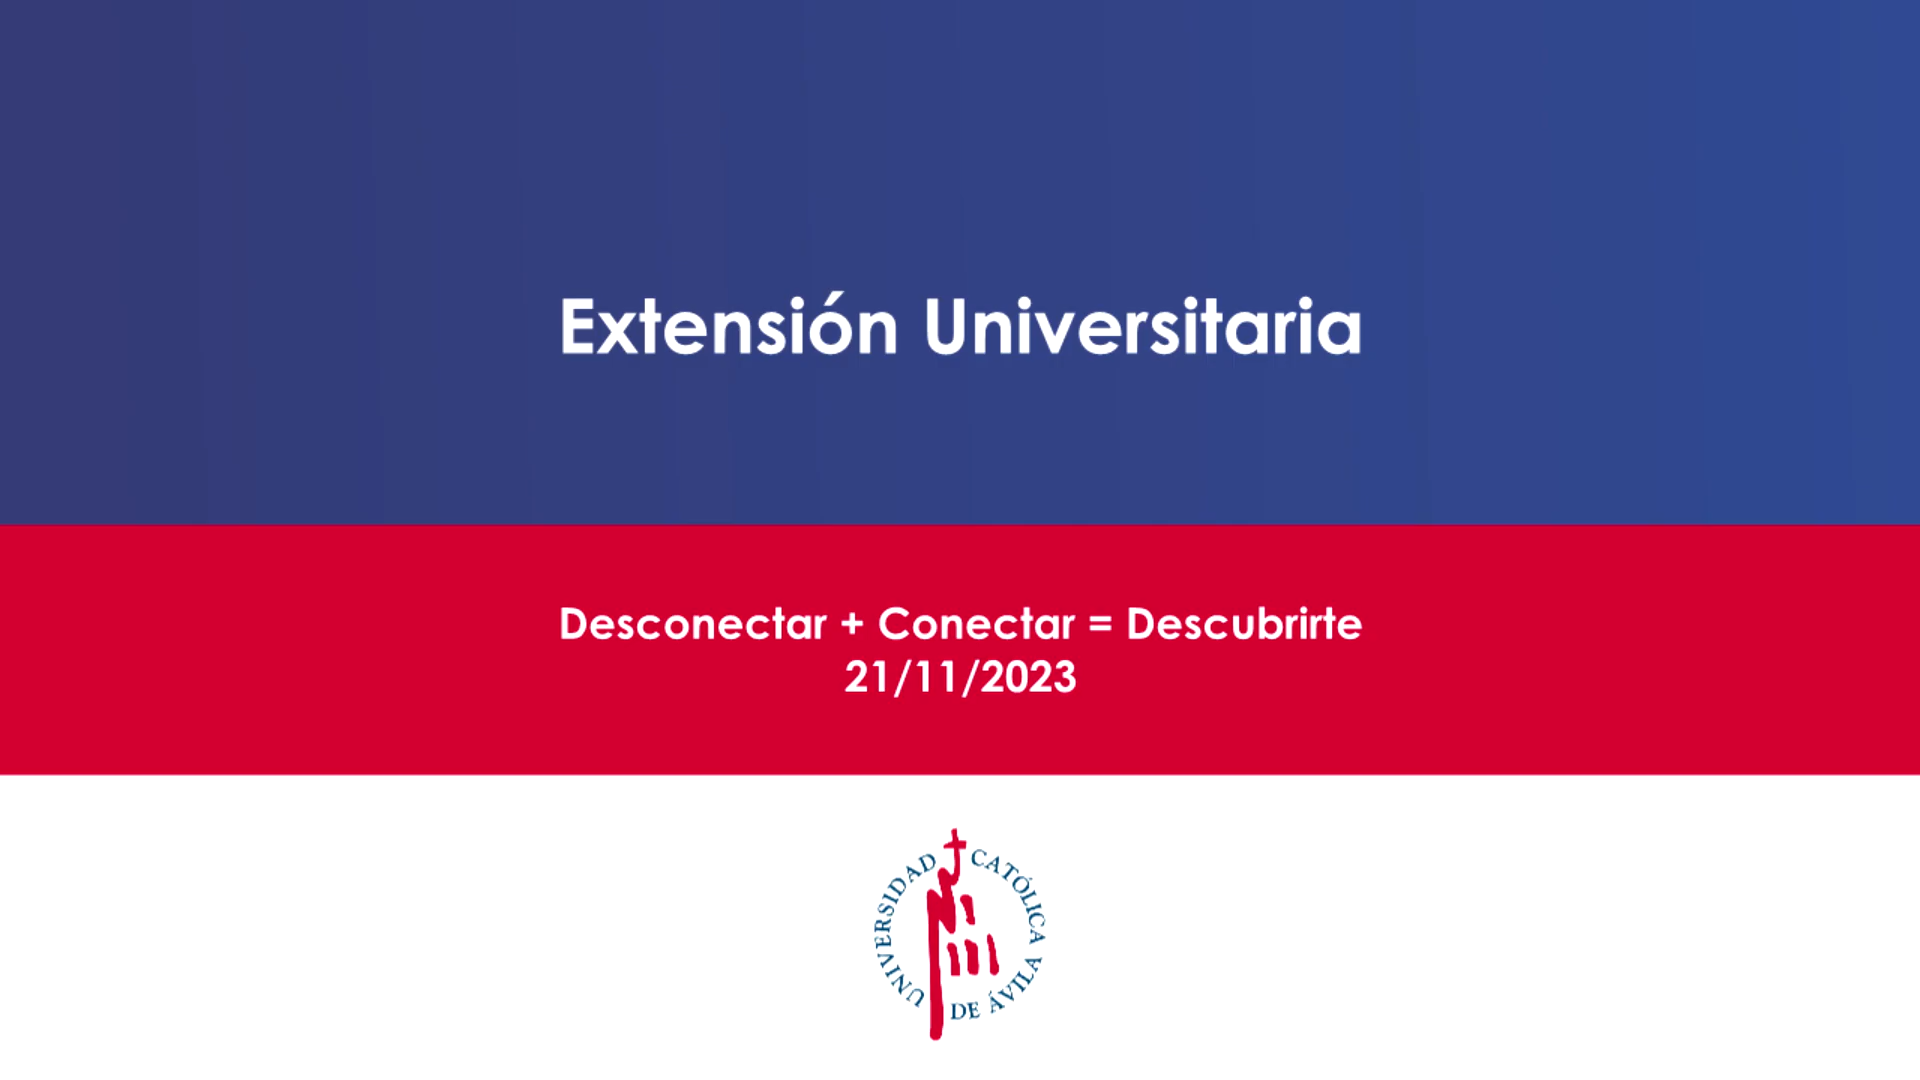 Extensión Universitaria
Desconectar + Conectar = Descubrirte
21/11/2023
UNIVERSIDAD CATÓLICA DE ÁVILA